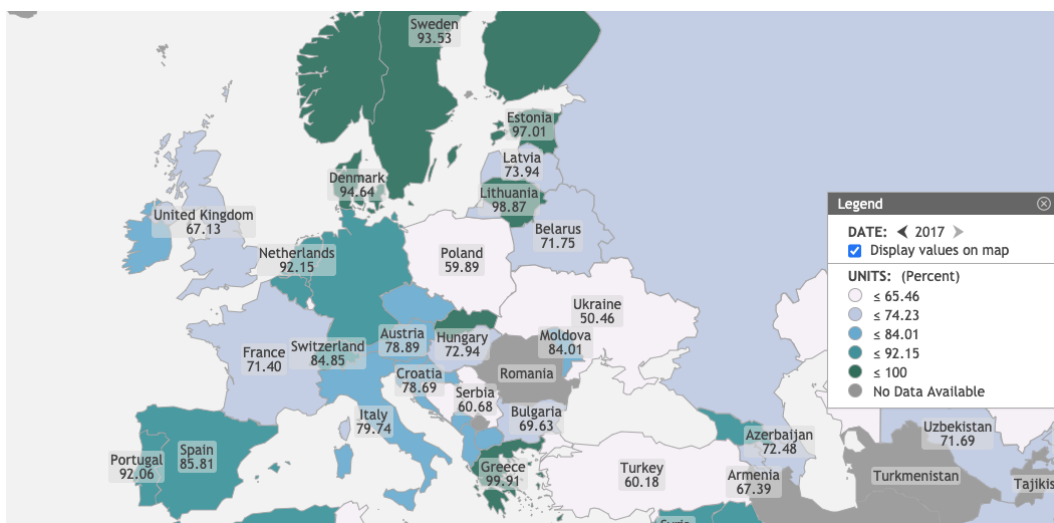 Sweden
93.53
Estonia
97.01
Latvia
73.94
Denmark
94.64
Lithuania
98.87
United Kingdom
67.13
Belarus
71.75
Netherlands
92.15
Poland
59.89
Ukraine
50.46
Austria
78.89
Hungary
72.94
Moldova
84.01
Switzerland
84.85
France
71.40
Croatia
78.69
Romania
Serbia
60.68
Italy
79.74
Bulgaria
69.63
Spain
85.81
Portugal
92.06
Greece
99.91
Turkey
60.18
Azerbaijan
72.48
Armenia
67.39
Uzbekistan
71.69
Turkmenistan
Tajikis
Legend
DATE: 2017
Display values on map
UNITS: (Percent)
≤ 65.46
≤ 74.23
≤ 84.01
≤ 92.15
≤ 100
No Data Available